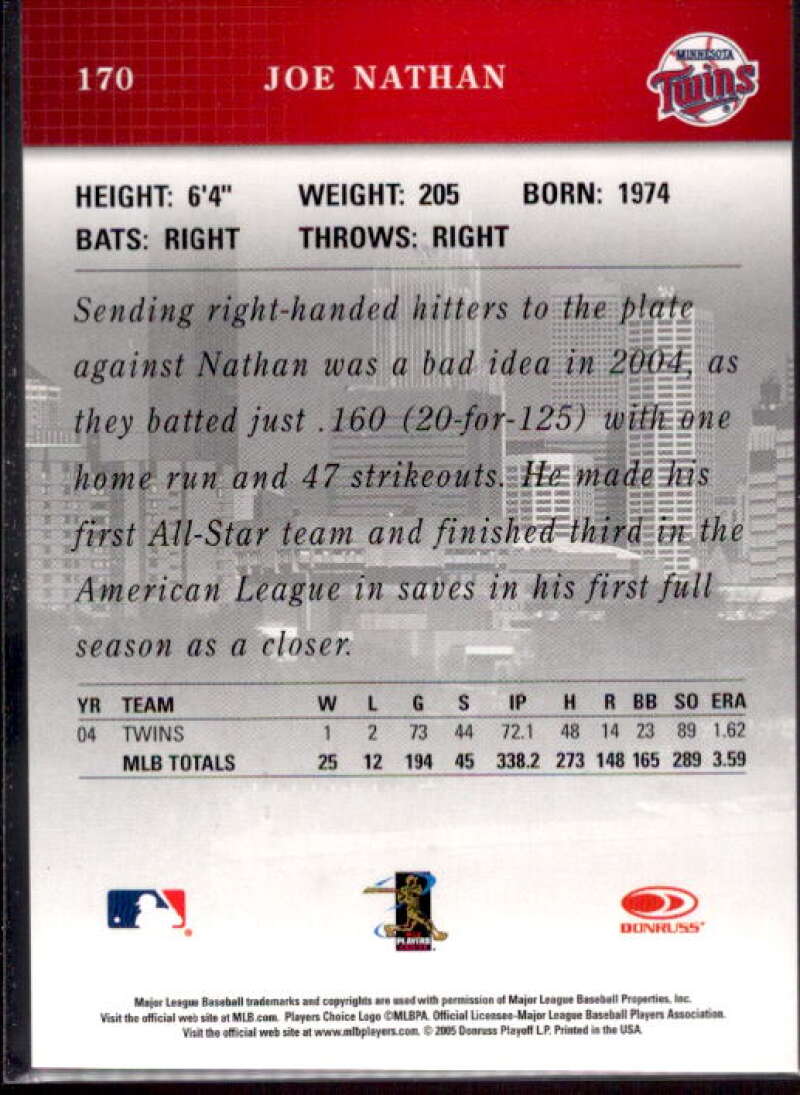 170 JOE NATHAN
MINNESOTA
Twins
HEIGHT: 6'4" WEIGHT: 205 BORN: 1974
BATS: RIGHT THROWS: RIGHT
Sending right-handed hitters to the plate
against Nathan was a bad idea in 2004, as
they batted just .160 (20-for-125) with one
home run and 47 strikeouts. He made his
first All-Star team and finished third in the
American League in saves in his first full
season as a closer.
YR TEAM W L G S IP H R BB SO ERA
04 TWINS 1 2 73 44 72.1 48 14 23 89 1.62
MLB TOTALS 25 12 194 45 338.2 273 148 165 289 3.59
PLAYERS
DONRUSS
Major League Baseball trademarks and copyrights are used with permission of Major League Baseball Properties, Inc.
Visit the official web site at MLB.com. Players Choice Logo ©MLBPA. Official Licensee-Major League Baseball Players Association.
Visit the official web site at www.mlbplayers.com. © 2005 Donruss Playoff L.P. Printed in the USA